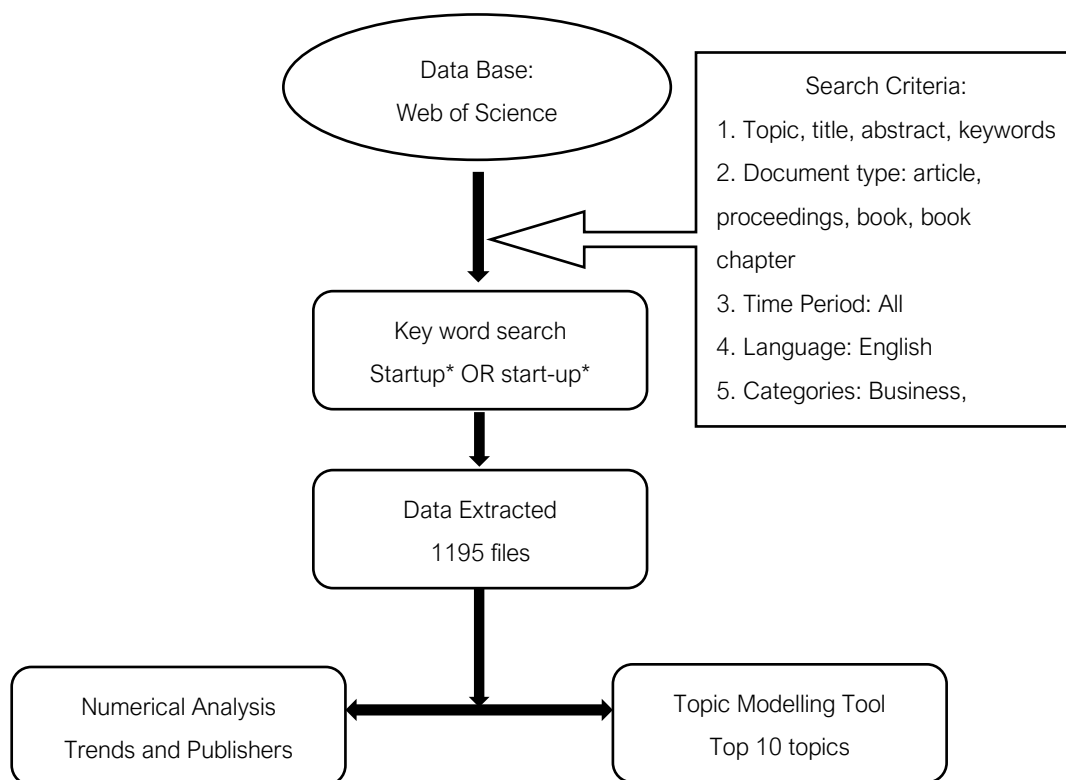 Data Base:
Web of Science
Search Criteria:
1. Topic, title, abstract, keywords
2. Document type: article,
proceedings, book, book
chapter
3. Time Period: All
4. Language: English
5. Categories: Business,
Key word search
Startup* OR start-up*
Data Extracted
1195 files
Numerical Analysis
Trends and Publishers
Topic Modelling Tool
Top 10 topics